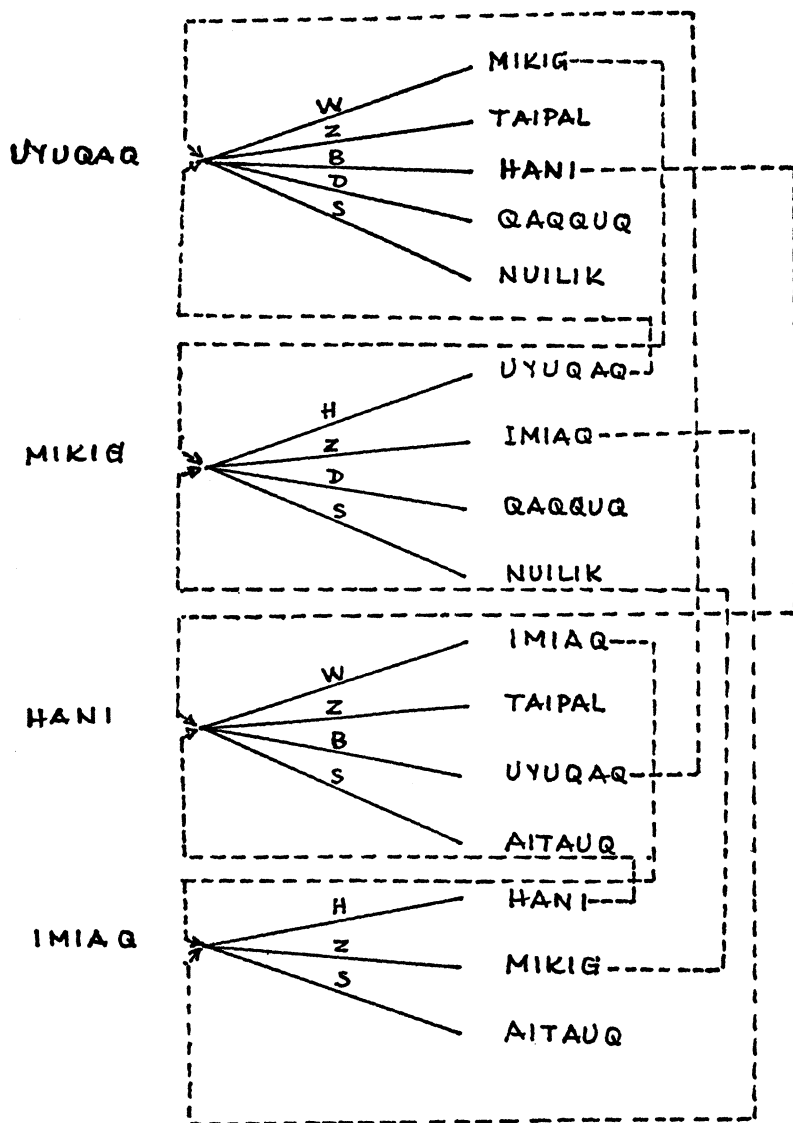 MIKIG
W
Z
TAIPAL
UYUQAQ
B
HANI
D
S
QAQQUQ
NUILIK
UYUQAQ
H
Z
IMIAQ
MIKIG
D
S
QAQQUQ
NUILIK
IMIAQ
W
Z
TAIPAL
HANI
B
S
UYUQAQ
AITAUQ
H
HANI
IMIAQ
Z
S
MIKIG
AITAUQ